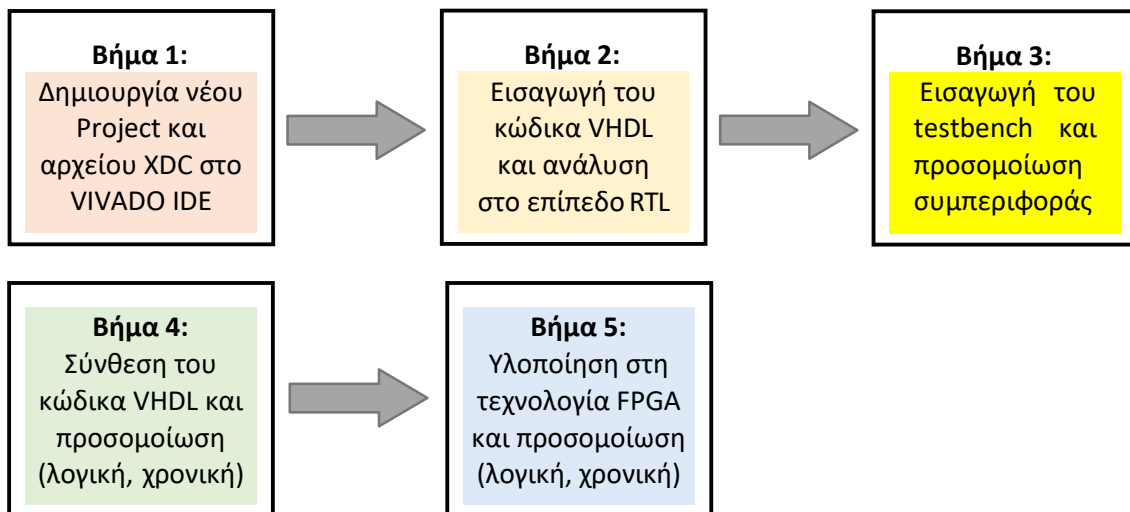 Βήμα 1:
Δημιουργία νέου
Project και
αρχείου XDC στο
VIVADO IDE
Βήμα 2:
Εισαγωγή του
κώδικα VHDL
και ανάλυση
στο επίπεδο RTL
Βήμα 3:
Εισαγωγή του
testbench και
προσομοίωση
συμπεριφοράς
Βήμα 4:
Σύνθεση του
κώδικα VHDL και
προσομοίωση
(λογική, χρονική)
Βήμα 5:
Υλοποίηση στη
τεχνολογία FPGA
και προσομοίωση
(λογική, χρονική)